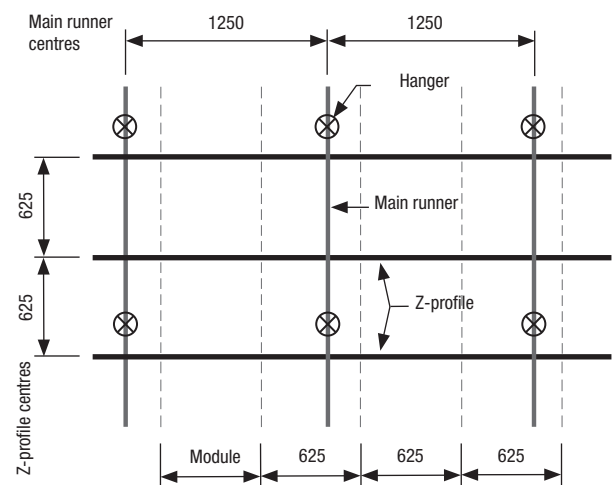 Main runner
centres
1250
1250
Hanger
625
Main runner
625
Z-profile
Z-profile centres
Module
625
625
625